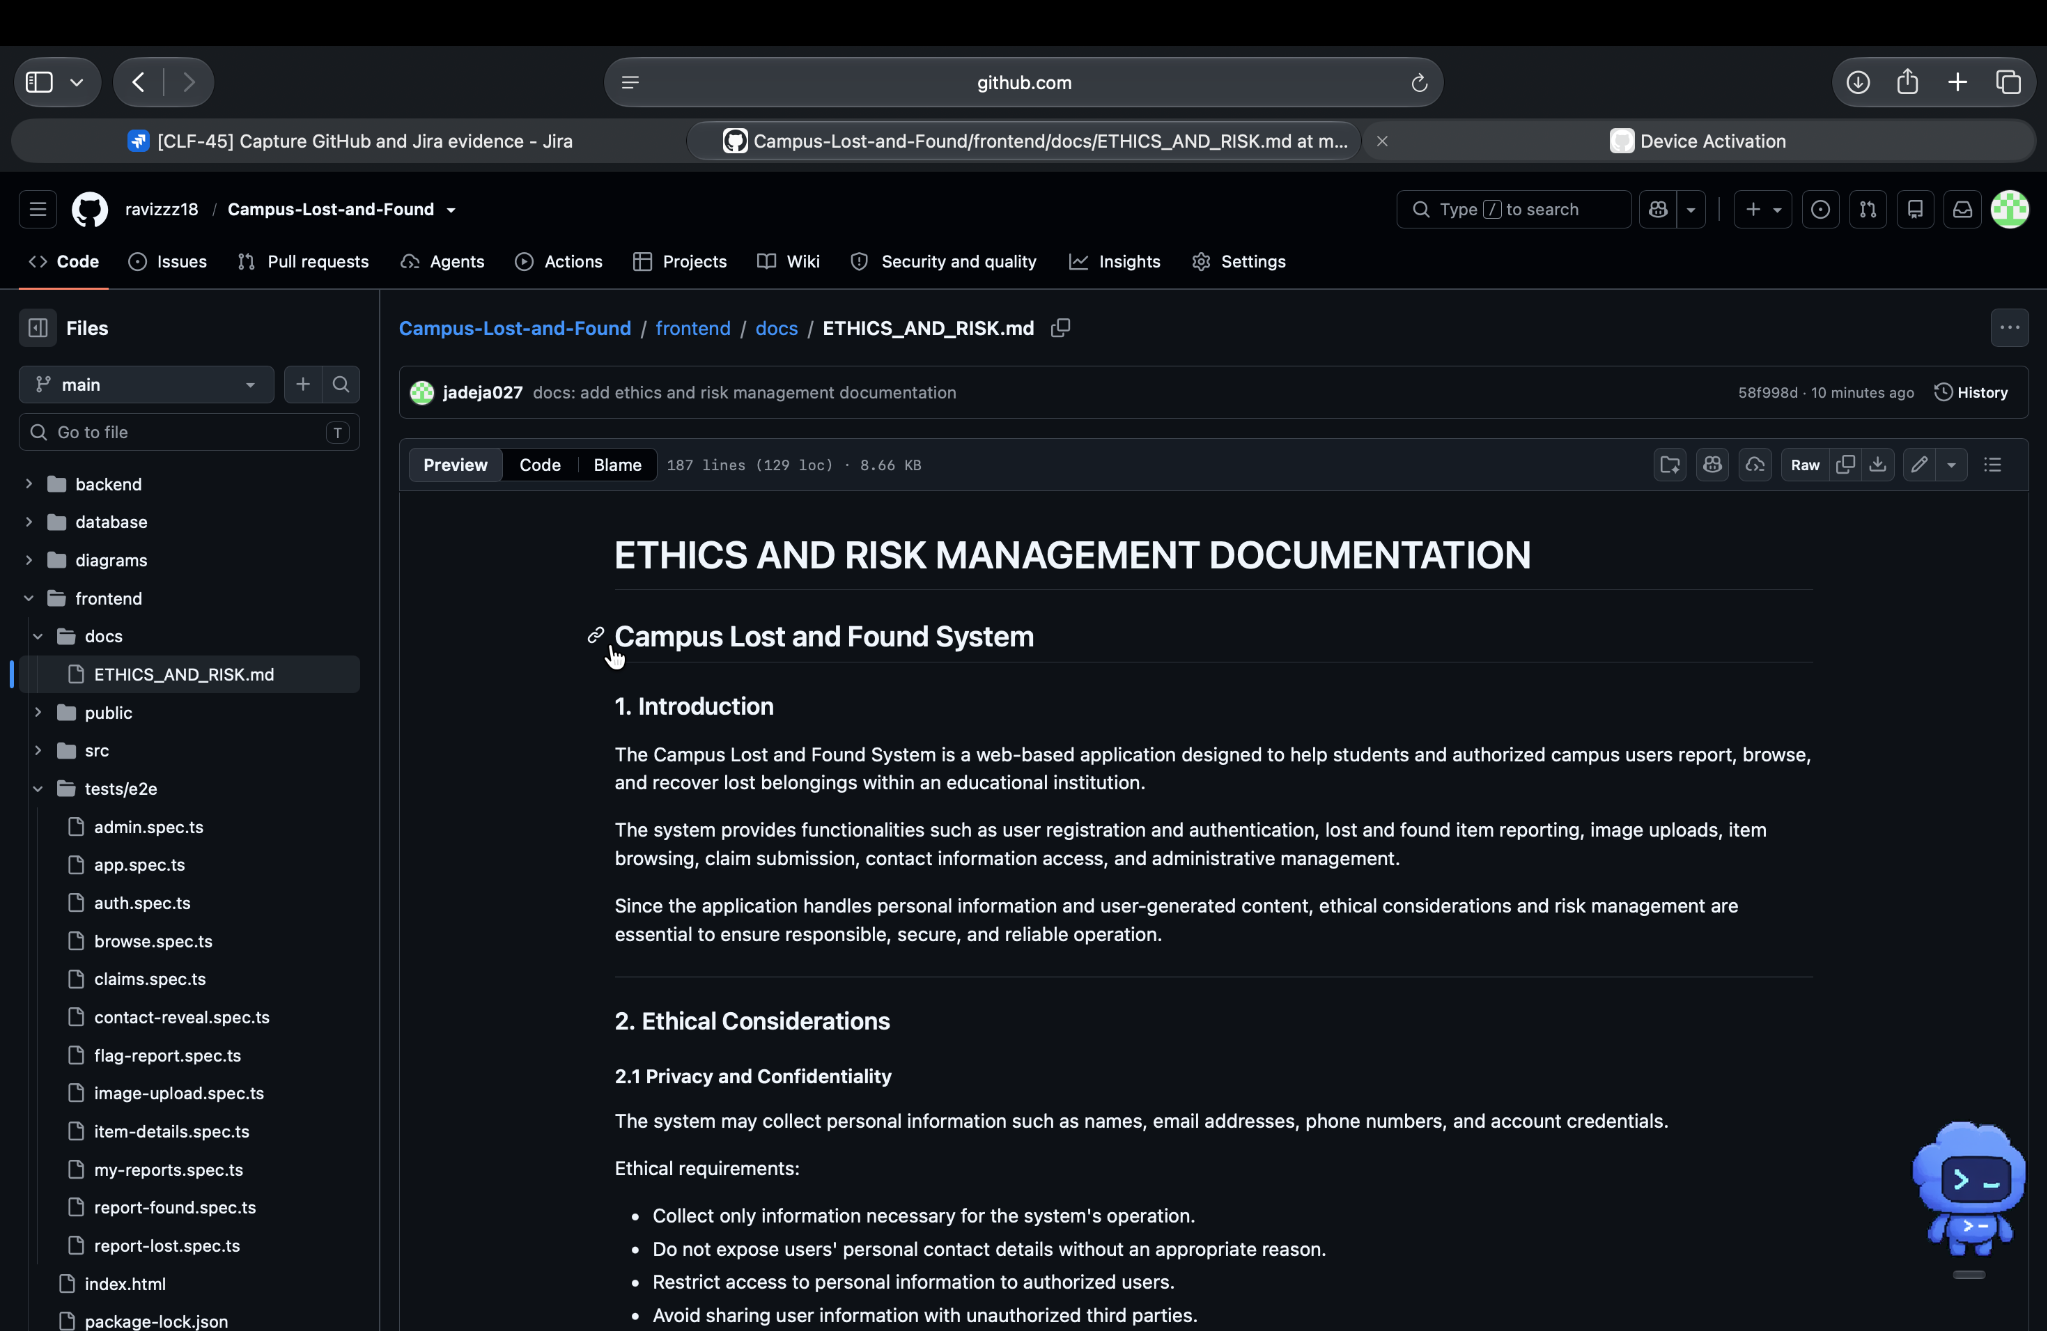 github.com
[CLF-45] Capture GitHub and Jira evidence - Jira
Campus-Lost-and-Found/frontend/docs/ETHICS_AND_RISK.md at m...
Device Activation
ravizzz18 / Campus-Lost-and-Found
Type / to search
Code
Issues
Pull requests
Agents
Actions
Projects
Wiki
Security and quality
Insights
Settings
Files
main
Go to file
T
backend
database
diagrams
frontend
docs
ETHICS_AND_RISK.md
public
src
tests/e2e
admin.spec.ts
app.spec.ts
auth.spec.ts
browse.spec.ts
claims.spec.ts
contact-reveal.spec.ts
flag-report.spec.ts
image-upload.spec.ts
item-details.spec.ts
my-reports.spec.ts
report-found.spec.ts
report-lost.spec.ts
index.html
package-lock.json
Campus-Lost-and-Found / frontend / docs / ETHICS_AND_RISK.md
jadeja027 docs: add ethics and risk management documentation
58f998d · 10 minutes ago
History
Preview
Code
Blame
187 lines (129 loc) · 8.66 KB
Raw
ETHICS AND RISK MANAGEMENT DOCUMENTATION
Campus Lost and Found System
1. Introduction
The Campus Lost and Found System is a web-based application designed to help students and authorized campus users report, browse,
and recover lost belongings within an educational institution.
The system provides functionalities such as user registration and authentication, lost and found item reporting, image uploads, item
browsing, claim submission, contact information access, and administrative management.
Since the application handles personal information and user-generated content, ethical considerations and risk management are
essential to ensure responsible, secure, and reliable operation.
2. Ethical Considerations
2.1 Privacy and Confidentiality
The system may collect personal information such as names, email addresses, phone numbers, and account credentials.
Ethical requirements:
• Collect only information necessary for the system's operation.
• Do not expose users' personal contact details without an appropriate reason.
• Restrict access to personal information to authorized users.
• Avoid sharing user information with unauthorized third parties.